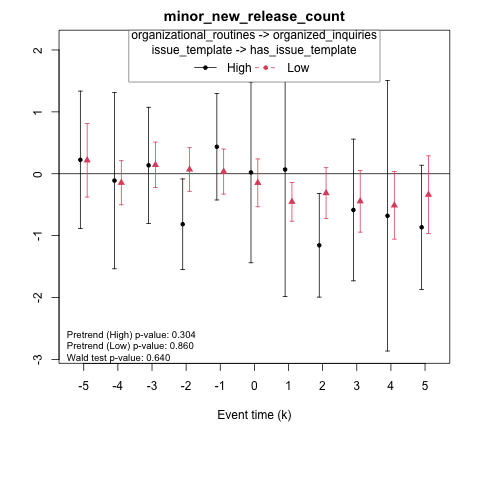 minor_new_release_count
organizational_routines -> organized_inquiries
issue_template -> has_issue_template
High Low
2
1
0
-1
-2
-3
Pretrend (High) p-value: 0.304
Pretrend (Low) p-value: 0.860
Wald test p-value: 0.640
-5 -4 -3 -2 -1 0 1 2 3 4 5
Event time (k)